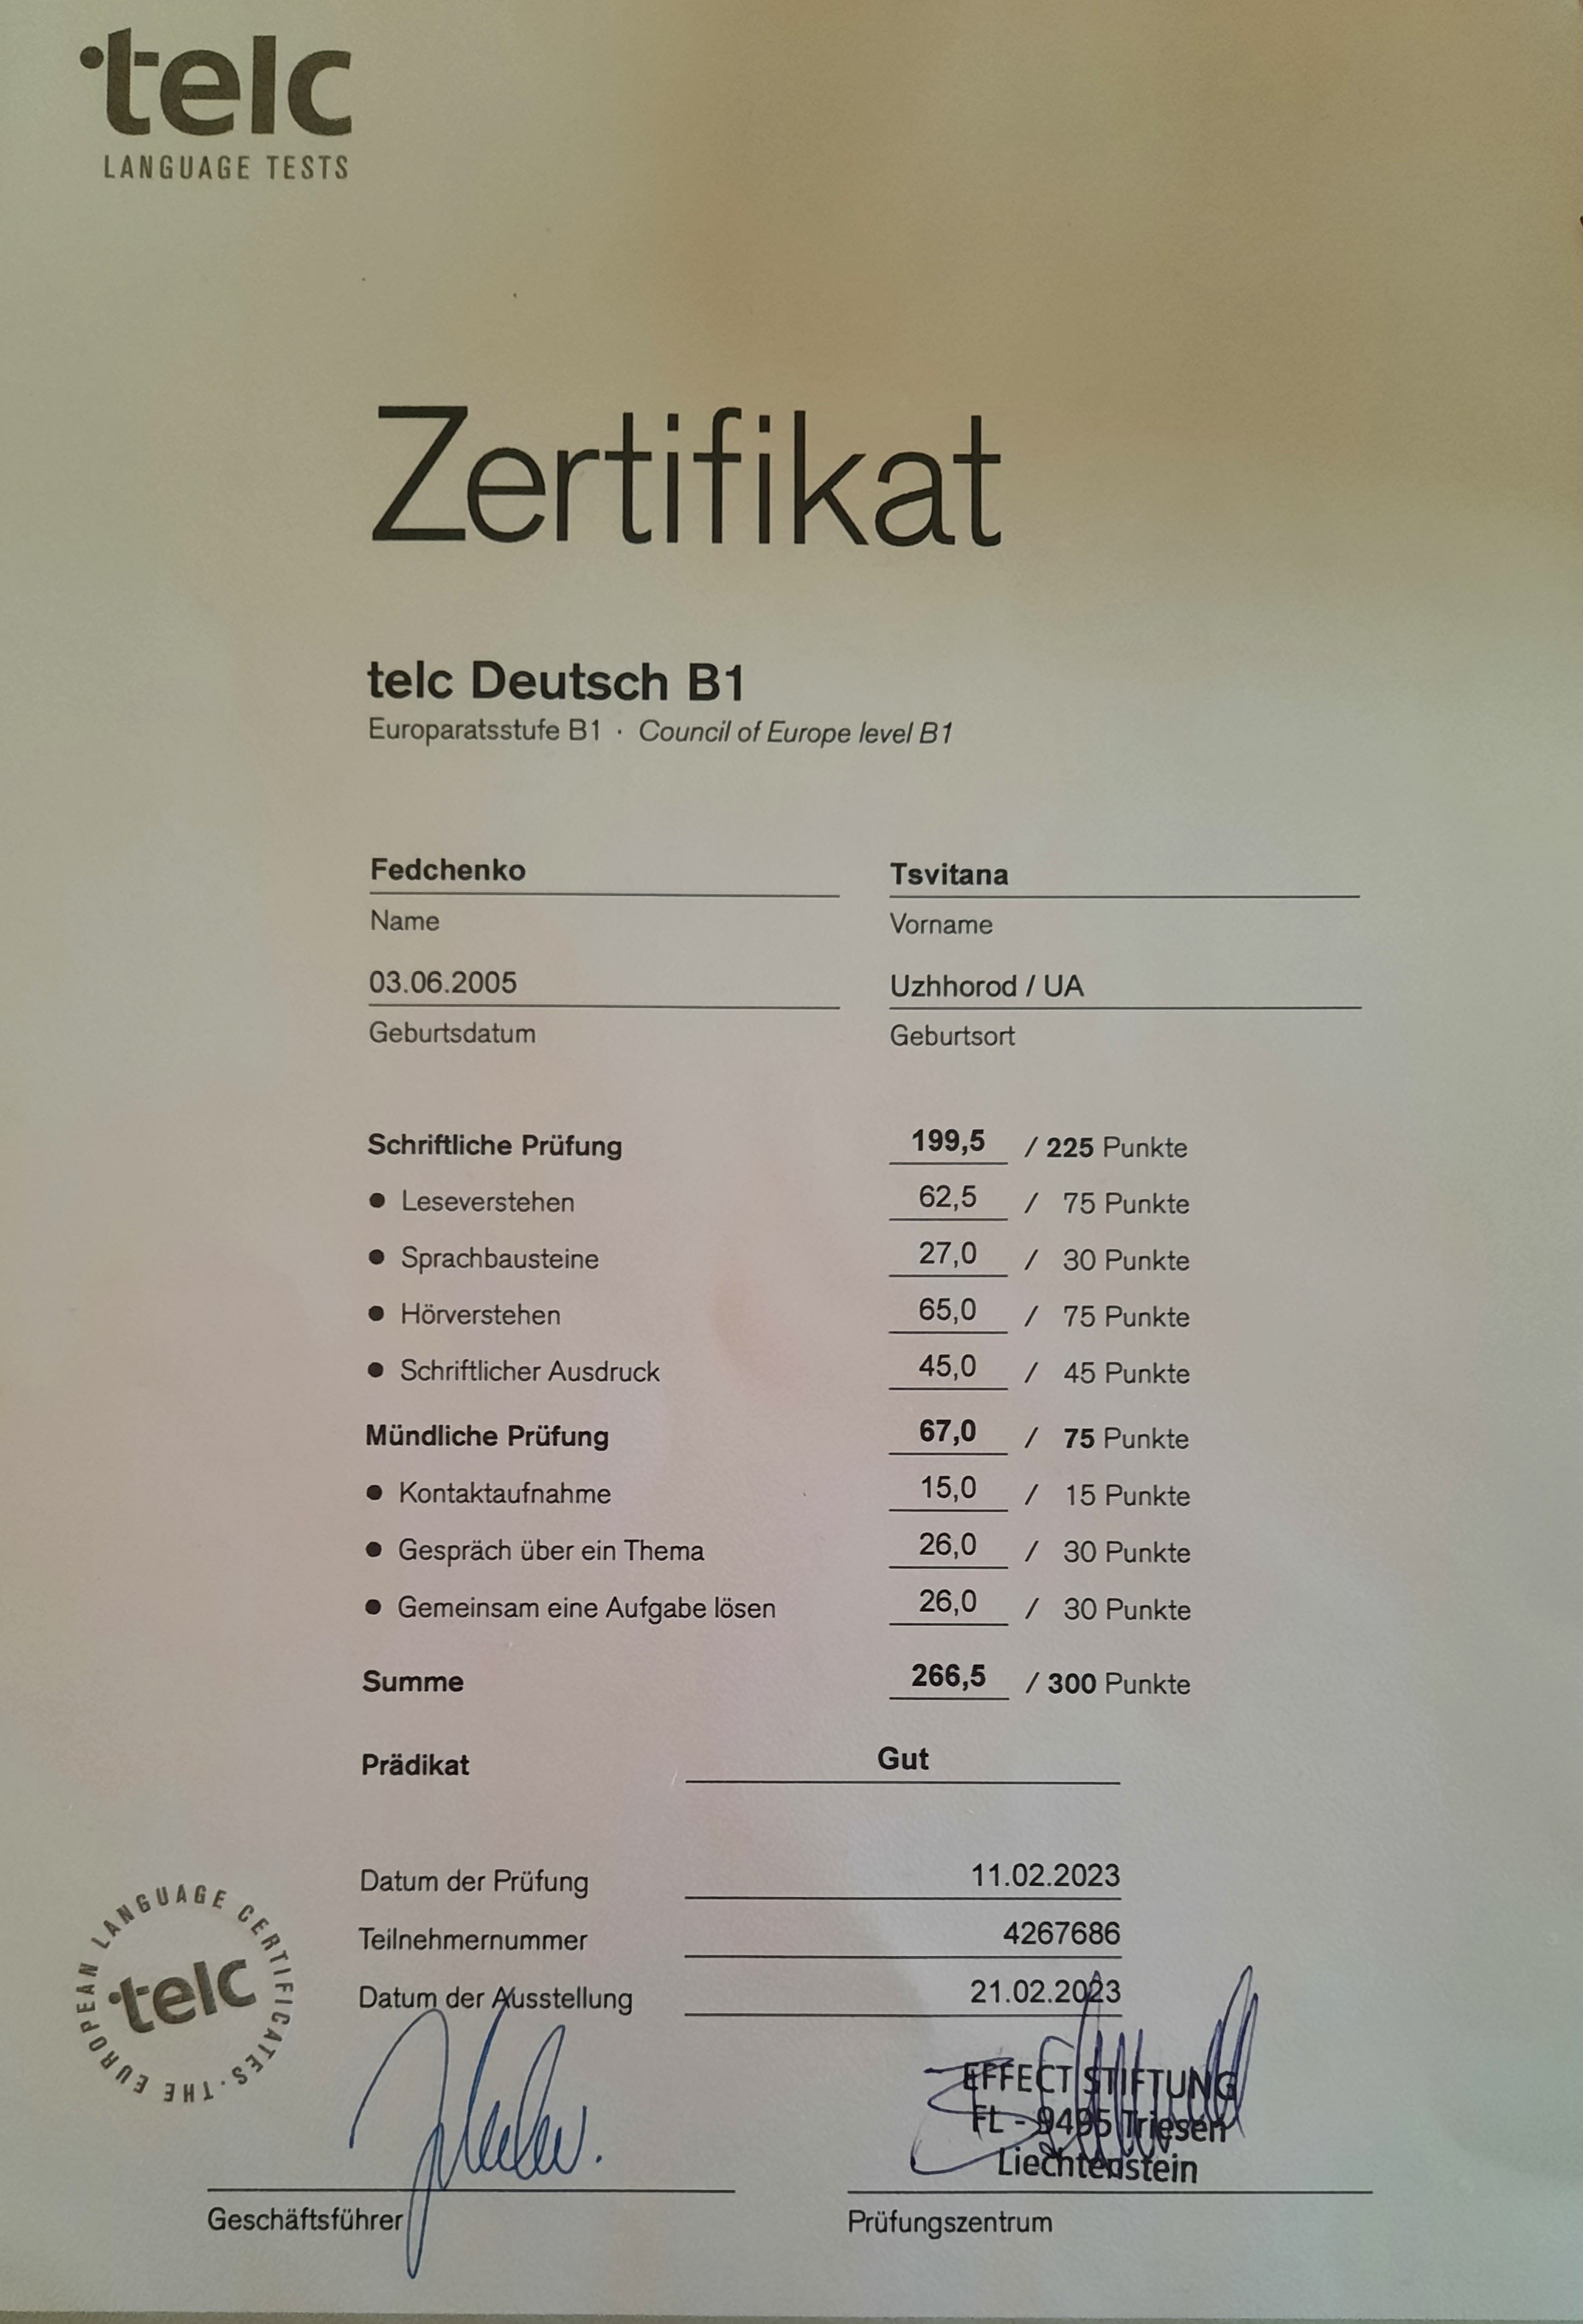 telc
LANGUAGE TESTS
Zertifikat
telc Deutsch B1
Europaratsstufe B1 · Council of Europe level B1
Fedchenko Tsvitana
Name Vorname
03.06.2005 Uzhhorod / UA
Geburtsdatum Geburtsort
Schriftliche Prüfung 199,5 / 225 Punkte
• Leseverstehen 62,5 / 75 Punkte
• Sprachbausteine 27,0 / 30 Punkte
• Hörverstehen 65,0 / 75 Punkte
• Schriftlicher Ausdruck 45,0 / 45 Punkte
Mündliche Prüfung 67,0 / 75 Punkte
• Kontaktaufnahme 15,0 / 15 Punkte
• Gespräch über ein Thema 26,0 / 30 Punkte
• Gemeinsam eine Aufgabe lösen 26,0 / 30 Punkte
Summe 266,5 / 300 Punkte
Prädikat Gut
Datum der Prüfung 11.02.2023
Teilnehmernummer 4267686
Datum der Ausstellung 21.02.2023
telc
THE EUROPEAN LANGUAGE CERTIFICATES ·
EFFECT STIFTUNG
FL - 9495 Triesen
Liechtenstein
Geschäftsführer Prüfungszentrum